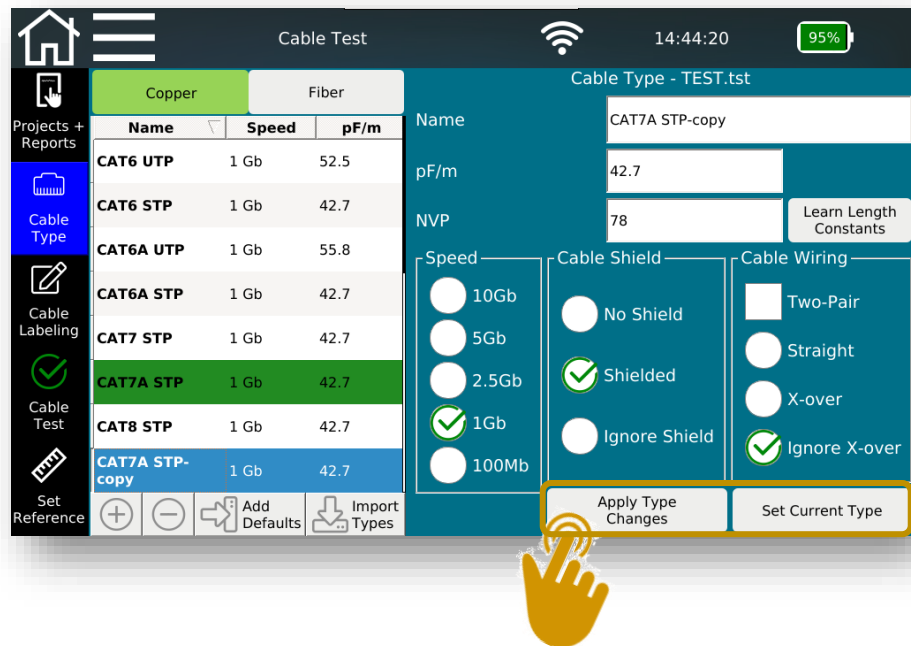 Cable Test
14:44:20
95%
Projects +
Reports
Cable
Type
Cable
Labeling
Cable
Test
Set
Reference
Copper
Fiber
Name Speed pF/m
CAT6 UTP 1 Gb 52.5
CAT6 STP 1 Gb 42.7
CAT6A UTP 1 Gb 55.8
CAT6A STP 1 Gb 42.7
CAT7 STP 1 Gb 42.7
CAT7A STP 1 Gb 42.7
CAT8 STP 1 Gb 42.7
CAT7A STP-
copy 1 Gb 42.7
Add
Defaults
Import
Types
Cable Type - TEST.tst
Name CAT7A STP-copy
pF/m 42.7
NVP 78
Learn Length
Constants
Speed
10Gb
5Gb
2.5Gb
1Gb
100Mb
Cable Shield
No Shield
Shielded
Ignore Shield
Cable Wiring
Two-Pair
Straight
X-over
Ignore X-over
Apply Type
Changes
Set Current Type